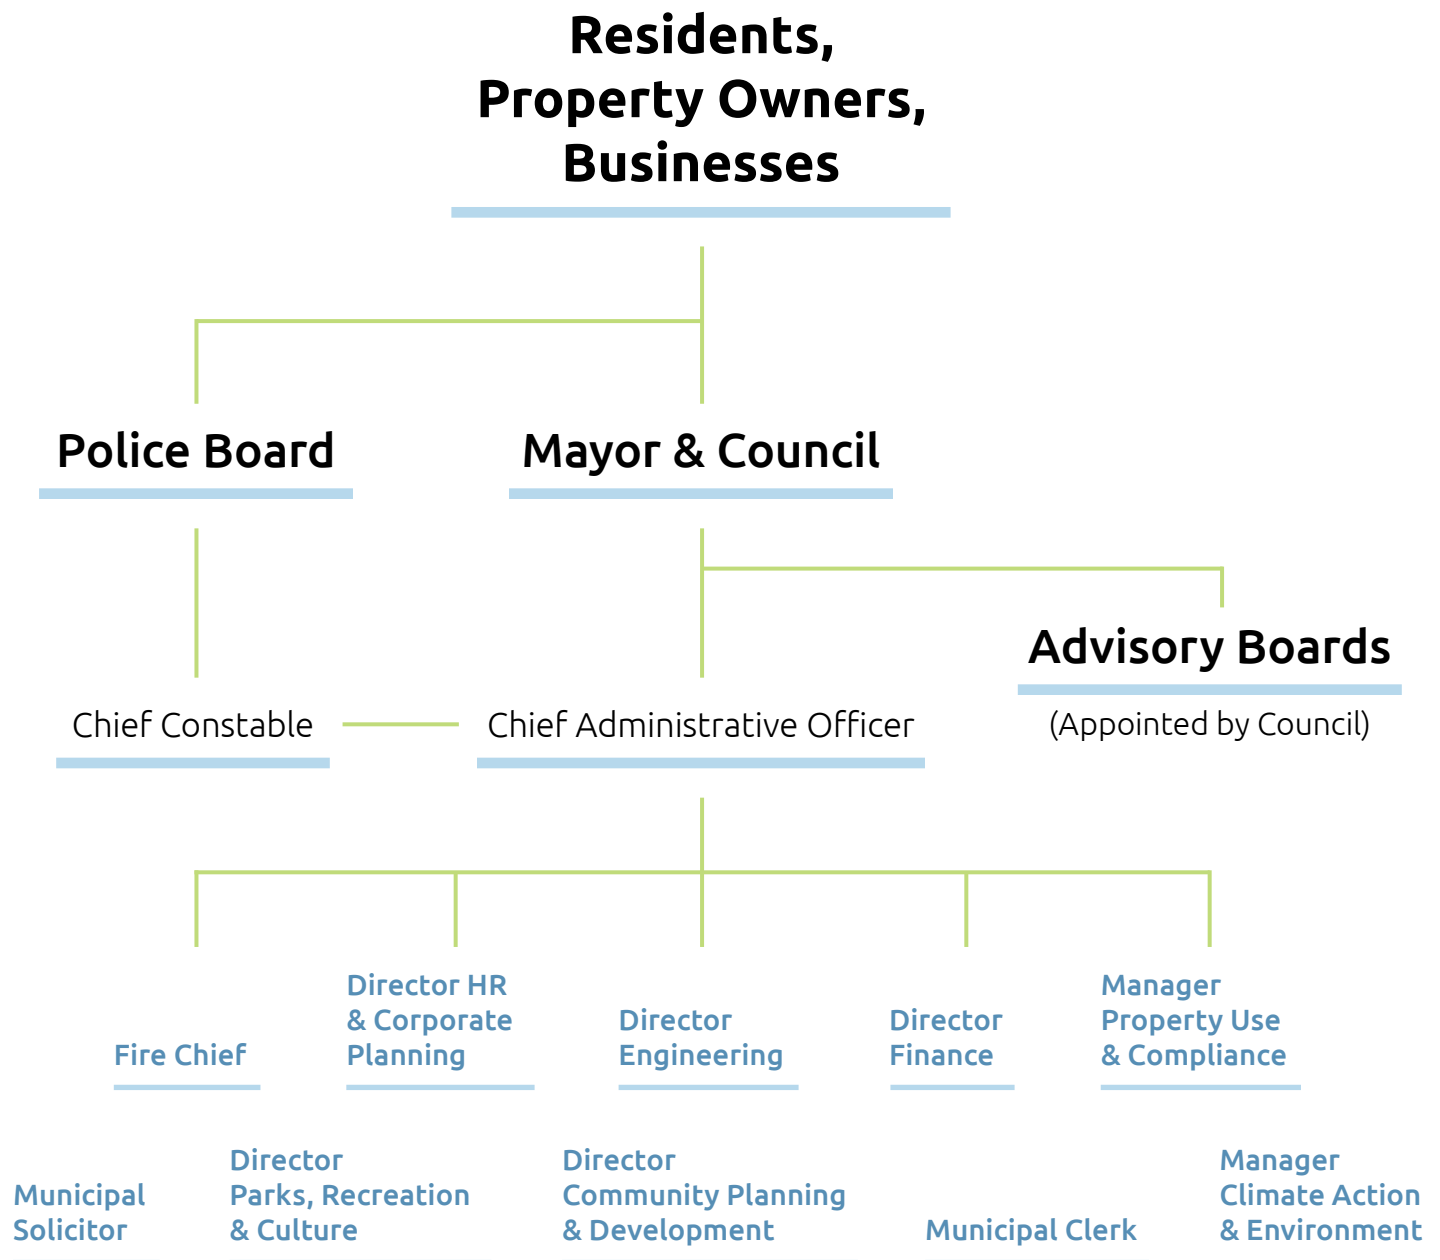 Residents,
Property Owners,
Businesses
Police Board
Mayor & Council
Advisory Boards
(Appointed by Council)
Chief Constable
Chief Administrative Officer
Fire Chief
Director HR
& Corporate
Planning
Director
Engineering
Director
Finance
Manager
Property Use
& Compliance
Municipal
Solicitor
Director
Parks, Recreation
& Culture
Director
Community Planning
& Development
Municipal Clerk
Manager
Climate Action
& Environment